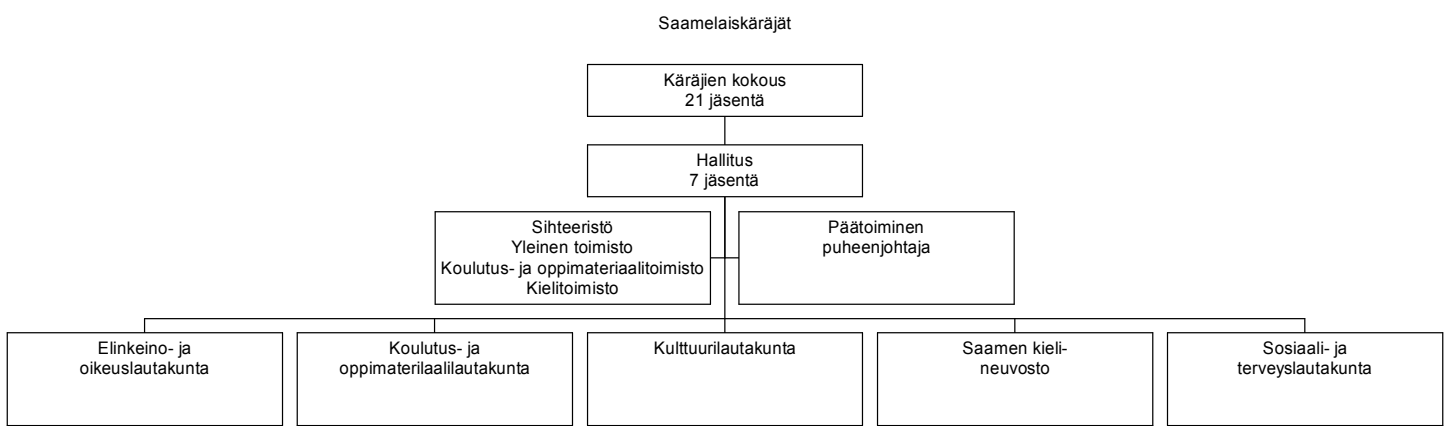 Saamelaiskäräjät
Käräjien kokous
21 jäsentä
Hallitus
7 jäsentä
Sihteeristö
Yleinen toimisto
Koulutus- ja oppimateriaalitoimisto
Kielitoimisto
Päätoiminen
puheenjohtaja
Elinkeino- ja
oikeuslautakunta
Koulutus- ja
oppimaterilaalilautakunta
Kulttuurilautakunta
Saamen kieli-
neuvosto
Sosiaali- ja
terveyslautakunta